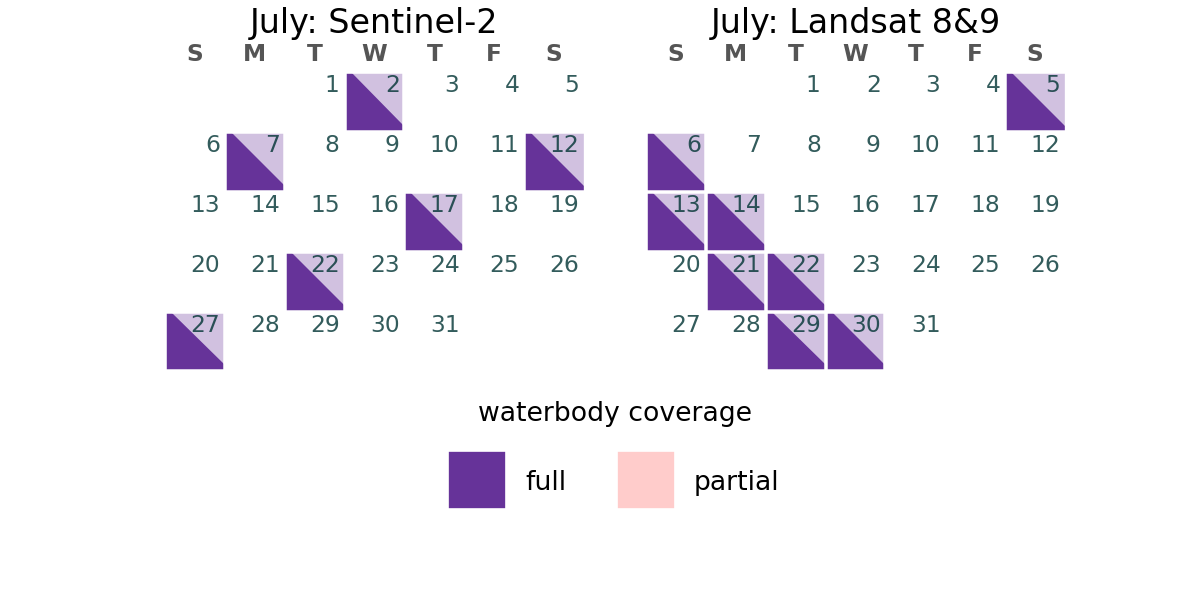 July: Sentinel-2
S M T W T F S
1 2 3 4 5
6 7 8 9 10 11 12
13 14 15 16 17 18 19
20 21 22 23 24 25 26
27 28 29 30 31
July: Landsat 8&9
S M T W T F S
1 2 3 4 5
6 7 8 9 10 11 12
13 14 15 16 17 18 19
20 21 22 23 24 25 26
27 28 29 30 31
waterbody coverage
full partial